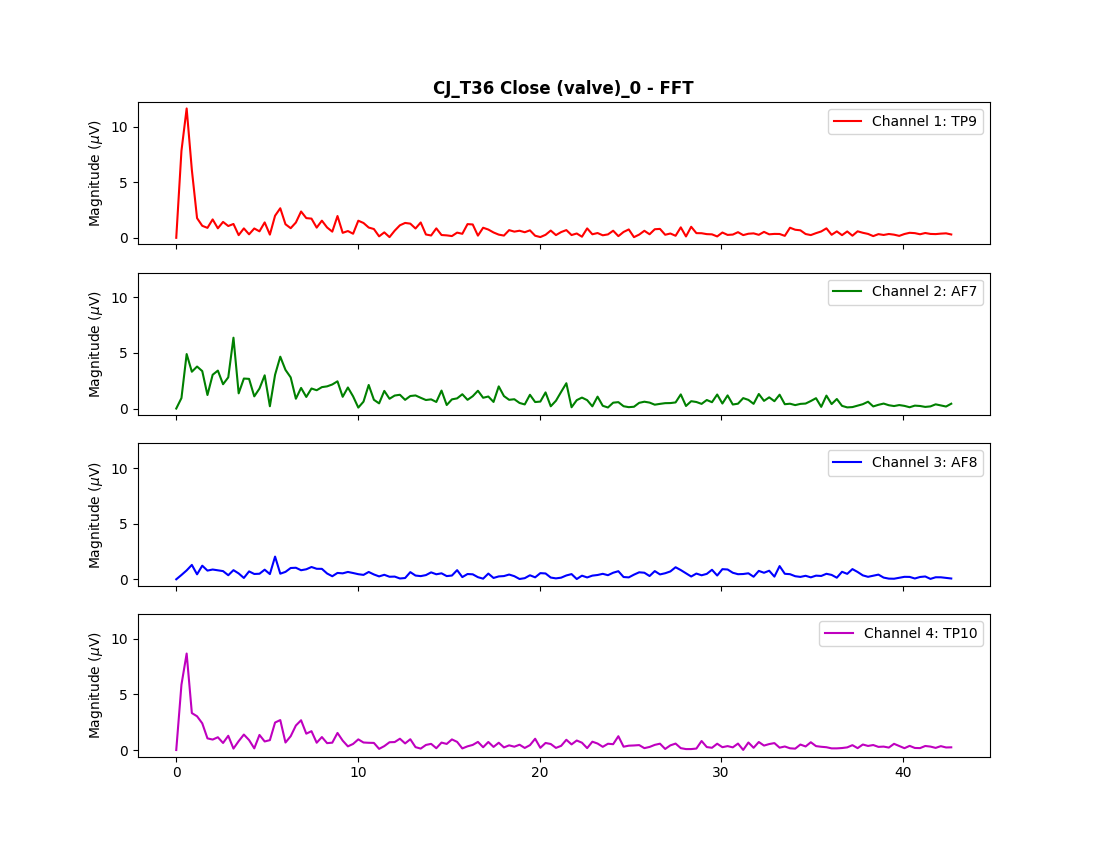 CJ_T36 Close (valve)_0 - FFT
Channel 1: TP9
Magnitude (μV)
10
5
0
Channel 2: AF7
Magnitude (μV)
10
5
0
Channel 3: AF8
Magnitude (μV)
10
5
0
Channel 4: TP10
Magnitude (μV)
10
5
0
0 10 20 30 40